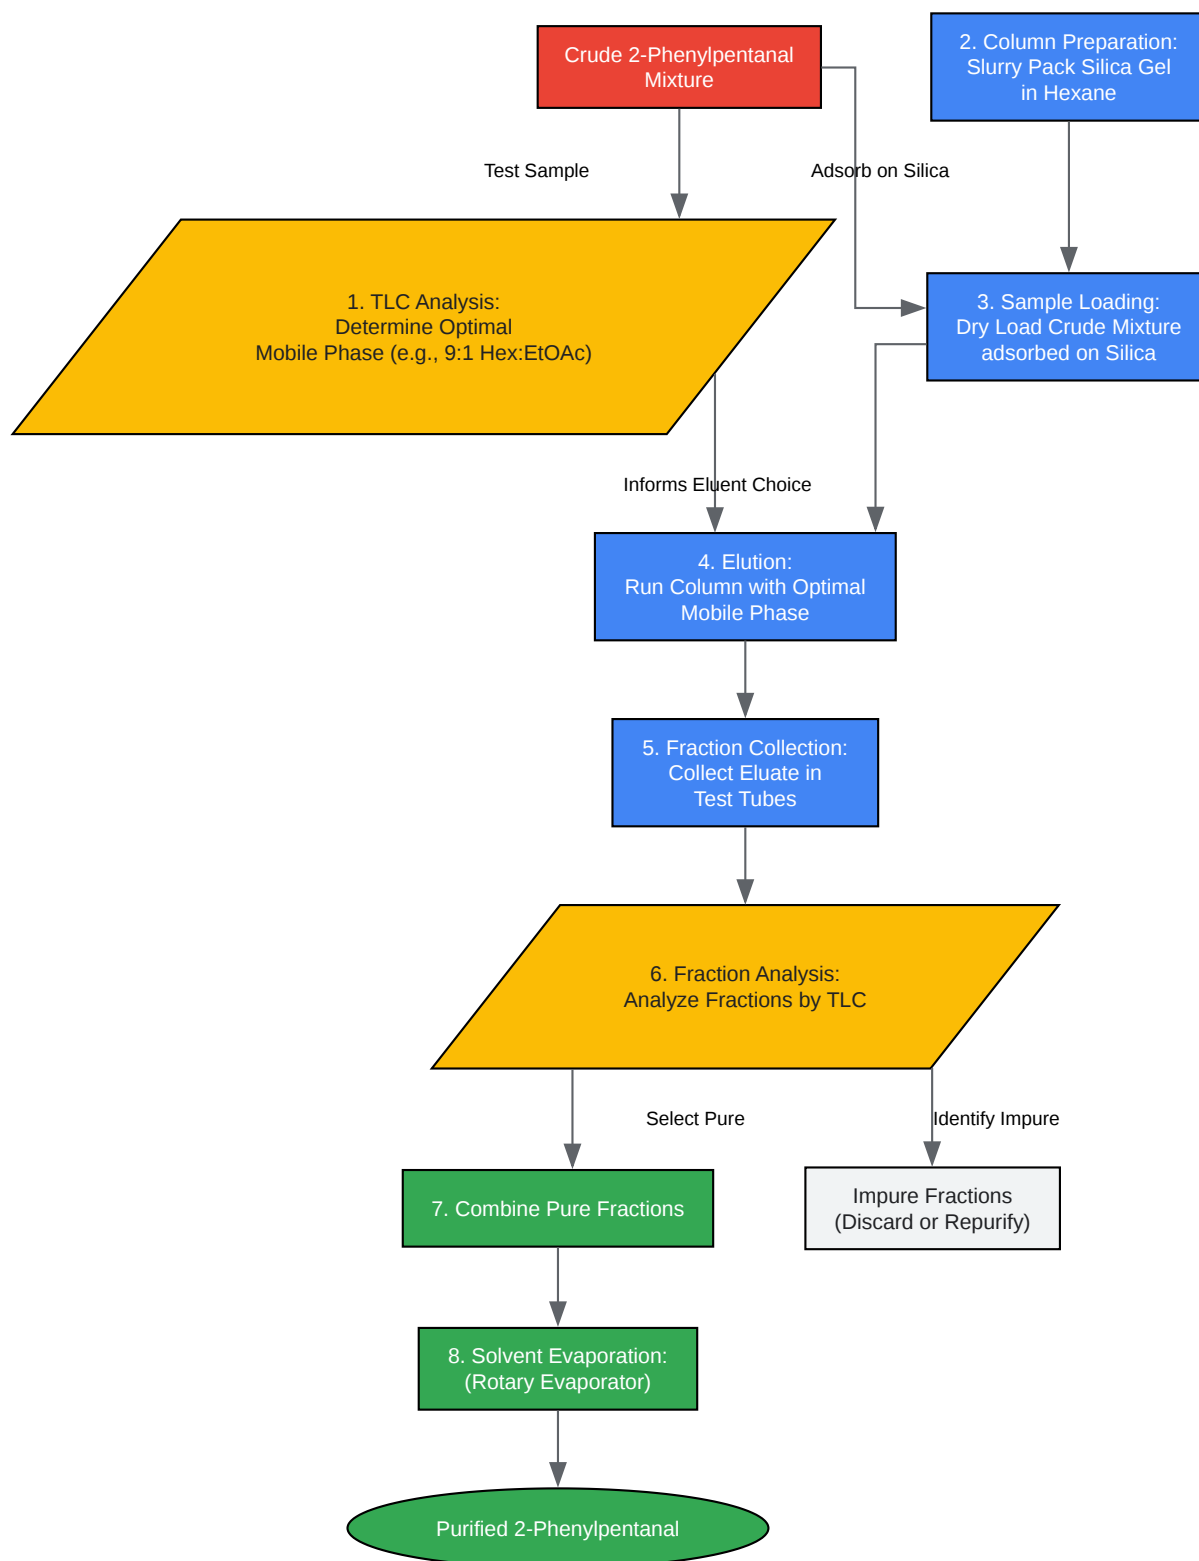 Crude 2-Phenylpentanal
Mixture
2. Column Preparation:
Slurry Pack Silica Gel
in Hexane
Test Sample
Adsorb on Silica
1. TLC Analysis:
Determine Optimal
Mobile Phase (e.g., 9:1 Hex:EtOAc)
3. Sample Loading:
Dry Load Crude Mixture
adsorbed on Silica
Informs Eluent Choice
4. Elution:
Run Column with Optimal
Mobile Phase
5. Fraction Collection:
Collect Eluate in
Test Tubes
6. Fraction Analysis:
Analyze Fractions by TLC
Select Pure
Identify Impure
7. Combine Pure Fractions
Impure Fractions
(Discard or Repurify)
8. Solvent Evaporation:
(Rotary Evaporator)
Purified 2-Phenylpentanal